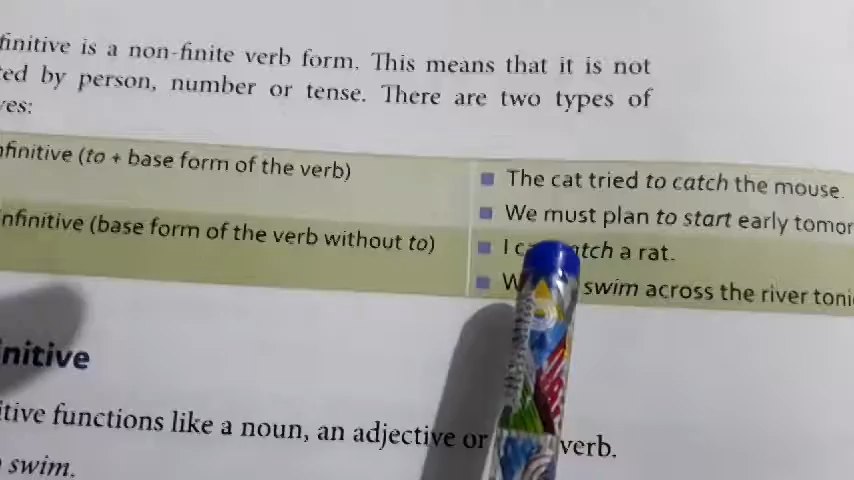 finitive is a non-finite verb form. This means that it is not
ted by person, number or tense. There are two types of
ves:
nfinitive (to + base form of the verb)
The cat tried to catch the mouse.
We must plan to start early tomor
nfinitive (base form of the verb without to)
I c tch a rat.
W swim across the river toni
nitive
itive functions like a noun, an adjective or verb.
swim.